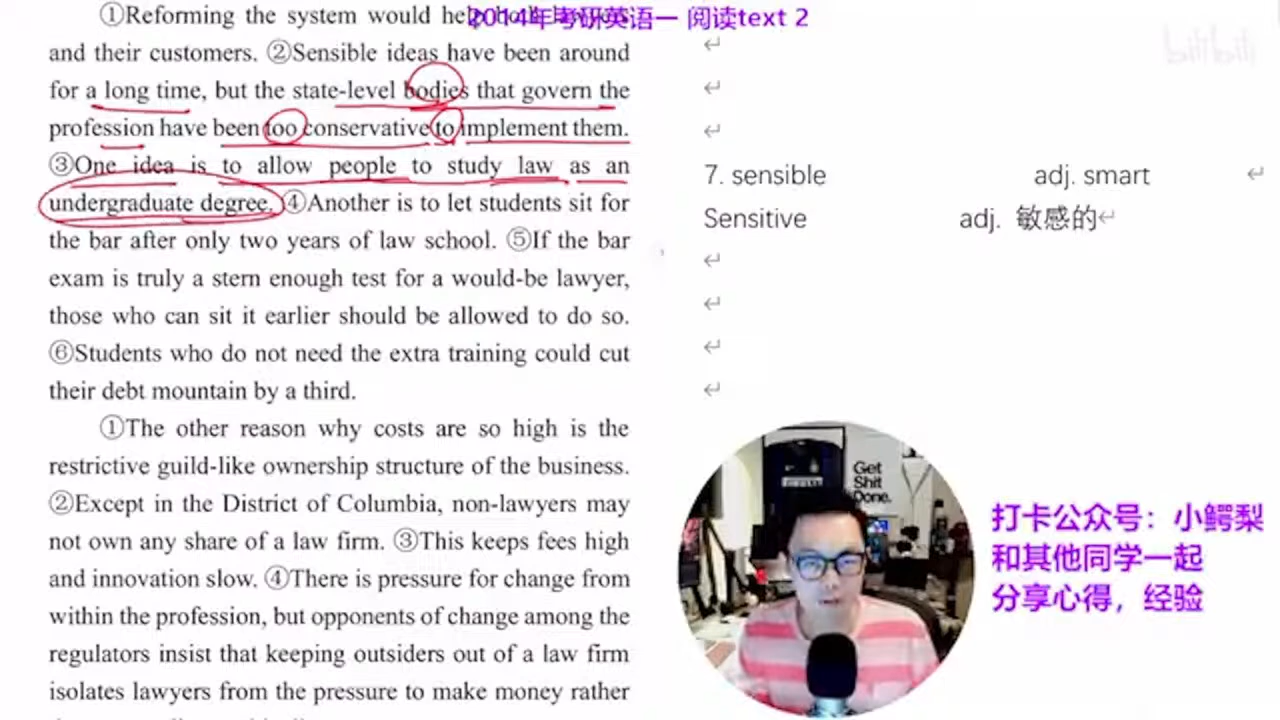 2014年考研英语一 阅读text 2
①Reforming the system would help both lawyers
and their customers. ②Sensible ideas have been around
for a long time, but the state-level bodies that govern the
profession have been too conservative to implement them.
③One idea is to allow people to study law as an
undergraduate degree. ④Another is to let students sit for
the bar after only two years of law school. ⑤If the bar
exam is truly a stern enough test for a would-be lawyer,
those who can sit it earlier should be allowed to do so.
⑥Students who do not need the extra training could cut
their debt mountain by a third.
①The other reason why costs are so high is the
restrictive guild-like ownership structure of the business.
②Except in the District of Columbia, non-lawyers may
not own any share of a law firm. ③This keeps fees high
and innovation slow. ④There is pressure for change from
within the profession, but opponents of change among the
regulators insist that keeping outsiders out of a law firm
isolates lawyers from the pressure to make money rather
bilibili
7. sensible adj. smart
Sensitive adj. 敏感的
Get
Shit
Done.
打卡公众号：小鳄梨
和其他同学一起
分享心得，经验